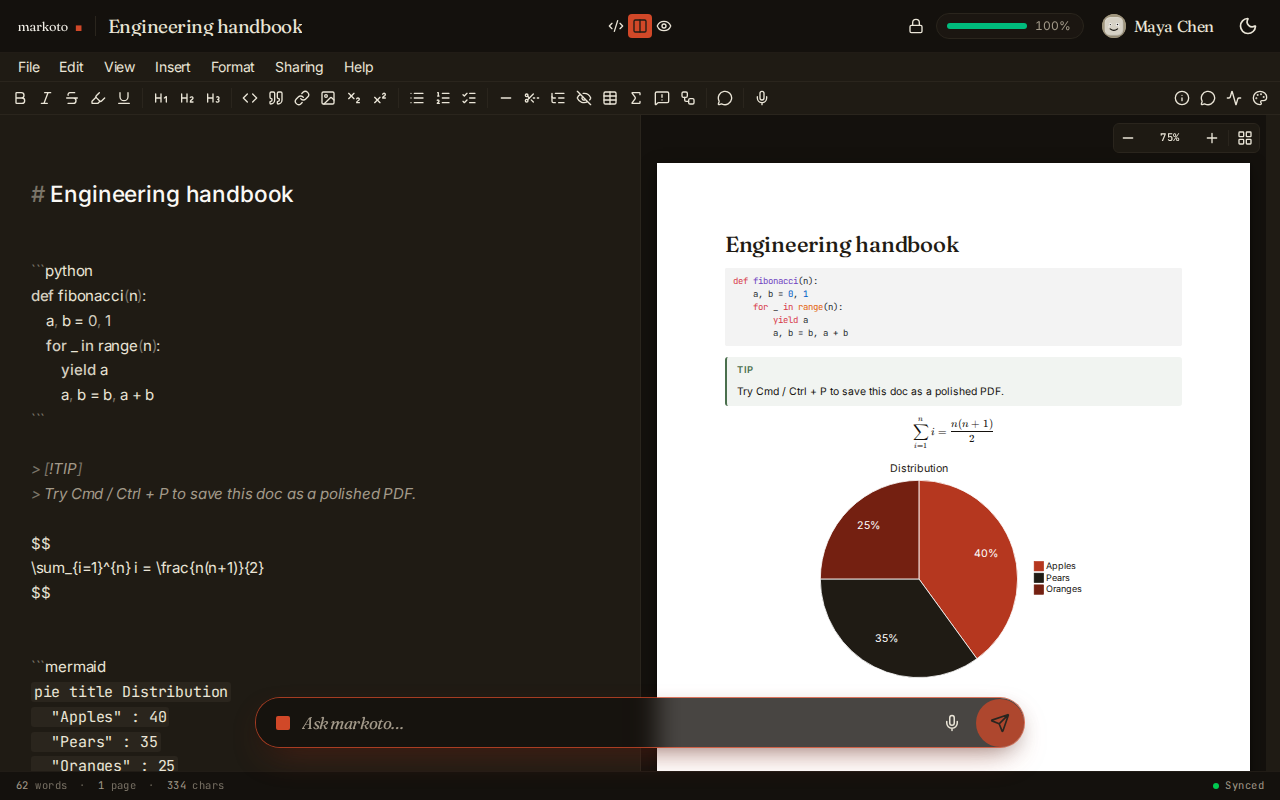 markoto
Engineering handbook
100%
Maya Chen
File Edit View Insert Format Sharing Help
H1 H2 H3
75%
# Engineering handbook
```python
def fibonacci(n):
a, b = 0, 1
for _ in range(n):
yield a
a, b = b, a + b
```
> [!TIP]
> Try Cmd / Ctrl + P to save this doc as a polished PDF.
$$
\sum_{i=1}^{n} i = \frac{n(n+1)}{2}
$$
```mermaid
pie title Distribution
"Apples" : 40
"Pears" : 35
"Oranges" : 25
Engineering handbook
def fibonacci(n):
a, b = 0, 1
for _ in range(n):
yield a
a, b = b, a + b
TIP
Try Cmd / Ctrl + P to save this doc as a polished PDF.
n
∑ i = n(n + 1)
i=1 2
Distribution
25%
40%
35%
Apples
Pears
Oranges
Ask markoto...
62 words · 1 page · 334 chars
Synced